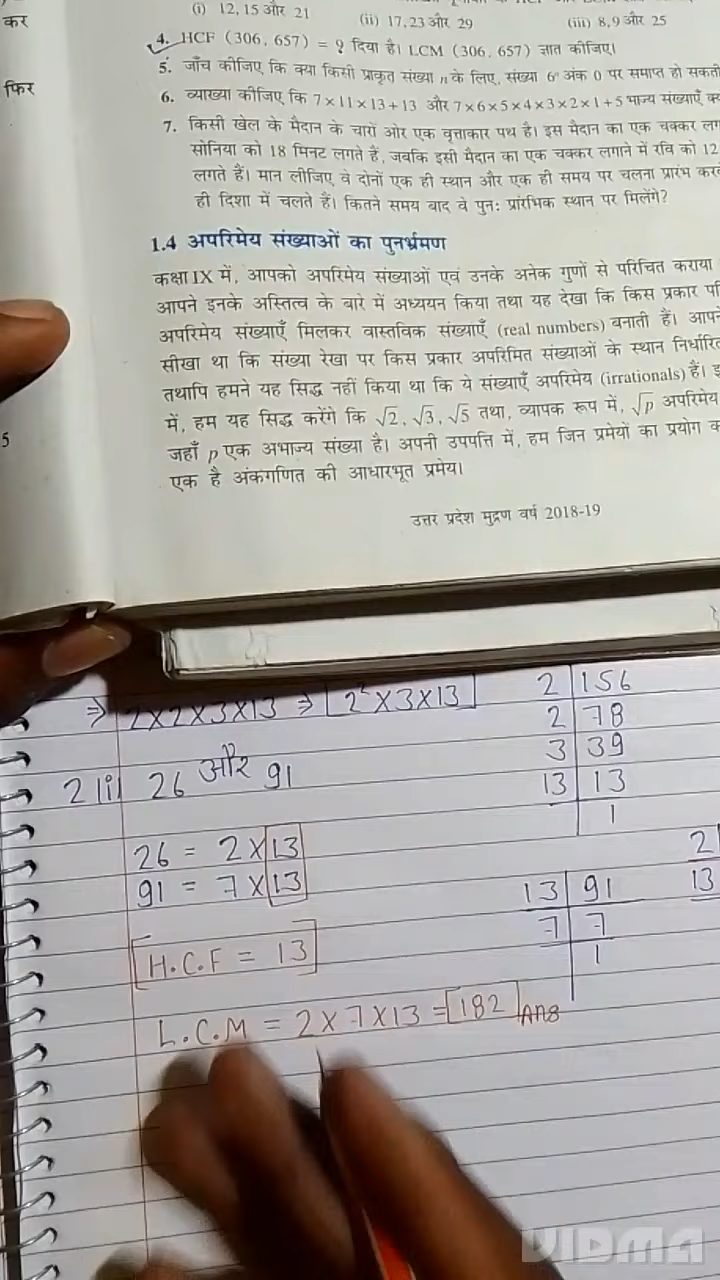 कर
(i) 12, 15 और 21 (ii) 17, 23 और 29 (iii) 8, 9 और 25
4. HCF (306, 657) = ? दिया है। LCM (306, 657) ज्ञात कीजिए।
फिर
5. जाँच कीजिए कि क्या किसी प्राकृत संख्या n के लिए, संख्या 6ⁿ अंक 0 पर समाप्त हो सकती
6. व्याख्या कीजिए कि 7 × 11 × 13 + 13 और 7 × 6 × 5 × 4 × 3 × 2 × 1 + 5 भाज्य संख्याएँ
7. किसी खेल के मैदान के चारों ओर एक वृत्ताकार पथ है। इस मैदान का एक चक्कर
सोनिया को 18 मिनट लगते हैं, जबकि इसी मैदान का एक चक्कर लगाने में रवि को 12
लगते हैं। मान लीजिए वे दोनों एक ही स्थान और एक ही समय पर चलना प्रारंभ
ही दिशा में चलते हैं। कितने समय बाद वे पुनः प्रांरभिक स्थान पर मिलेंगे?
1.4 अपरिमेय संख्याओं का पुनर्भ्रमण
कक्षा IX में, आपको अपरिमेय संख्याओं एवं उनके अनेक गुणों से परिचित कराया
आपने इनके अस्तित्व के बारे में अध्ययन किया तथा यह देखा कि किस प्रकार
अपरिमेय संख्याएँ मिलकर वास्तविक संख्याएँ (real numbers) बनाती हैं। आपने
सीखा था कि संख्या रेखा पर किस प्रकार अपरिमित संख्याओं के स्थान निर्धारित
तथापि हमने यह सिद्ध नहीं किया था कि ये संख्याएँ अपरिमेय (irrationals) हैं।
में, हम यह सिद्ध करेंगे कि √2, √3, √5 तथा, व्यापक रूप में, √p अपरिमेय
5
जहाँ p एक अभाज्य संख्या है। अपनी उपपत्ति में, हम जिन प्रमेयों का प्रयोग
एक है अंकगणित की आधारभूत प्रमेय।
उत्तर प्रदेश मुद्रण वर्ष 2018-19
⇒ 2×2×3×13 ⇒ 2²×3×13
2 156
2 78
3 39
13 13
1
2 (i) 26 और 91
26 = 2×13
91 = 7×13
13 91
7 7
1
2
13
H.C.F = 13
L.C.M = 2×7×13 = 182 Ans
VIDMA